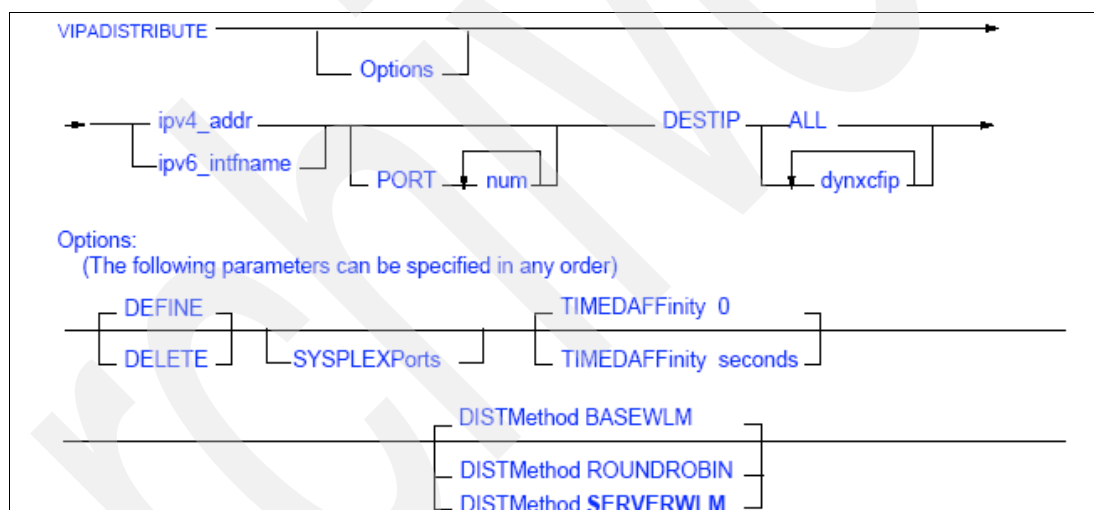 VIPADISTRIBUTE
Options
ipv4_addr DESTIP ALL
ipv6_intfname
PORT num dynxcfip
Options:
(The following parameters can be specified in any order)
DEFINE TIMEDAFFinity 0
DELETE SYSPLEXPorts TIMEDAFFinity seconds
DISTMethod BASEWLM
DISTMethod ROUNDROBIN
DISTMethod SERVERWLM